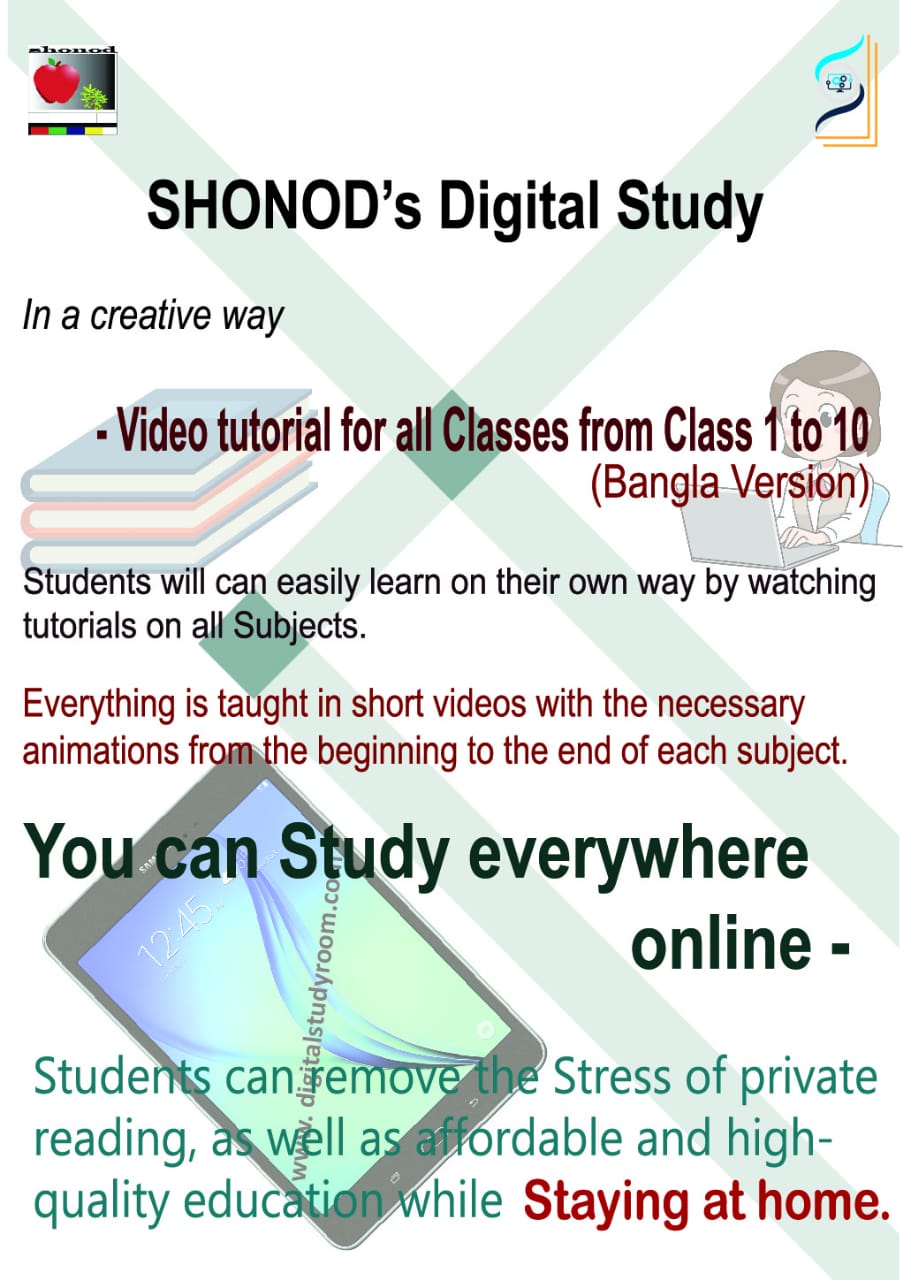 shonod
SHONOD's Digital Study
In a creative way
- Video tutorial for all Classes from Class 1 to 10
(Bangla Version)
Students will can easily learn on their own way by watching
tutorials on all Subjects.
Everything is taught in short videos with the necessary
animations from the beginning to the end of each subject.
You can Study everywhere
online -
SAMSUNG
12:45
www.digitalstudyroom.com
Students can remove the Stress of private
reading, as well as affordable and high-
quality education while Staying at home.